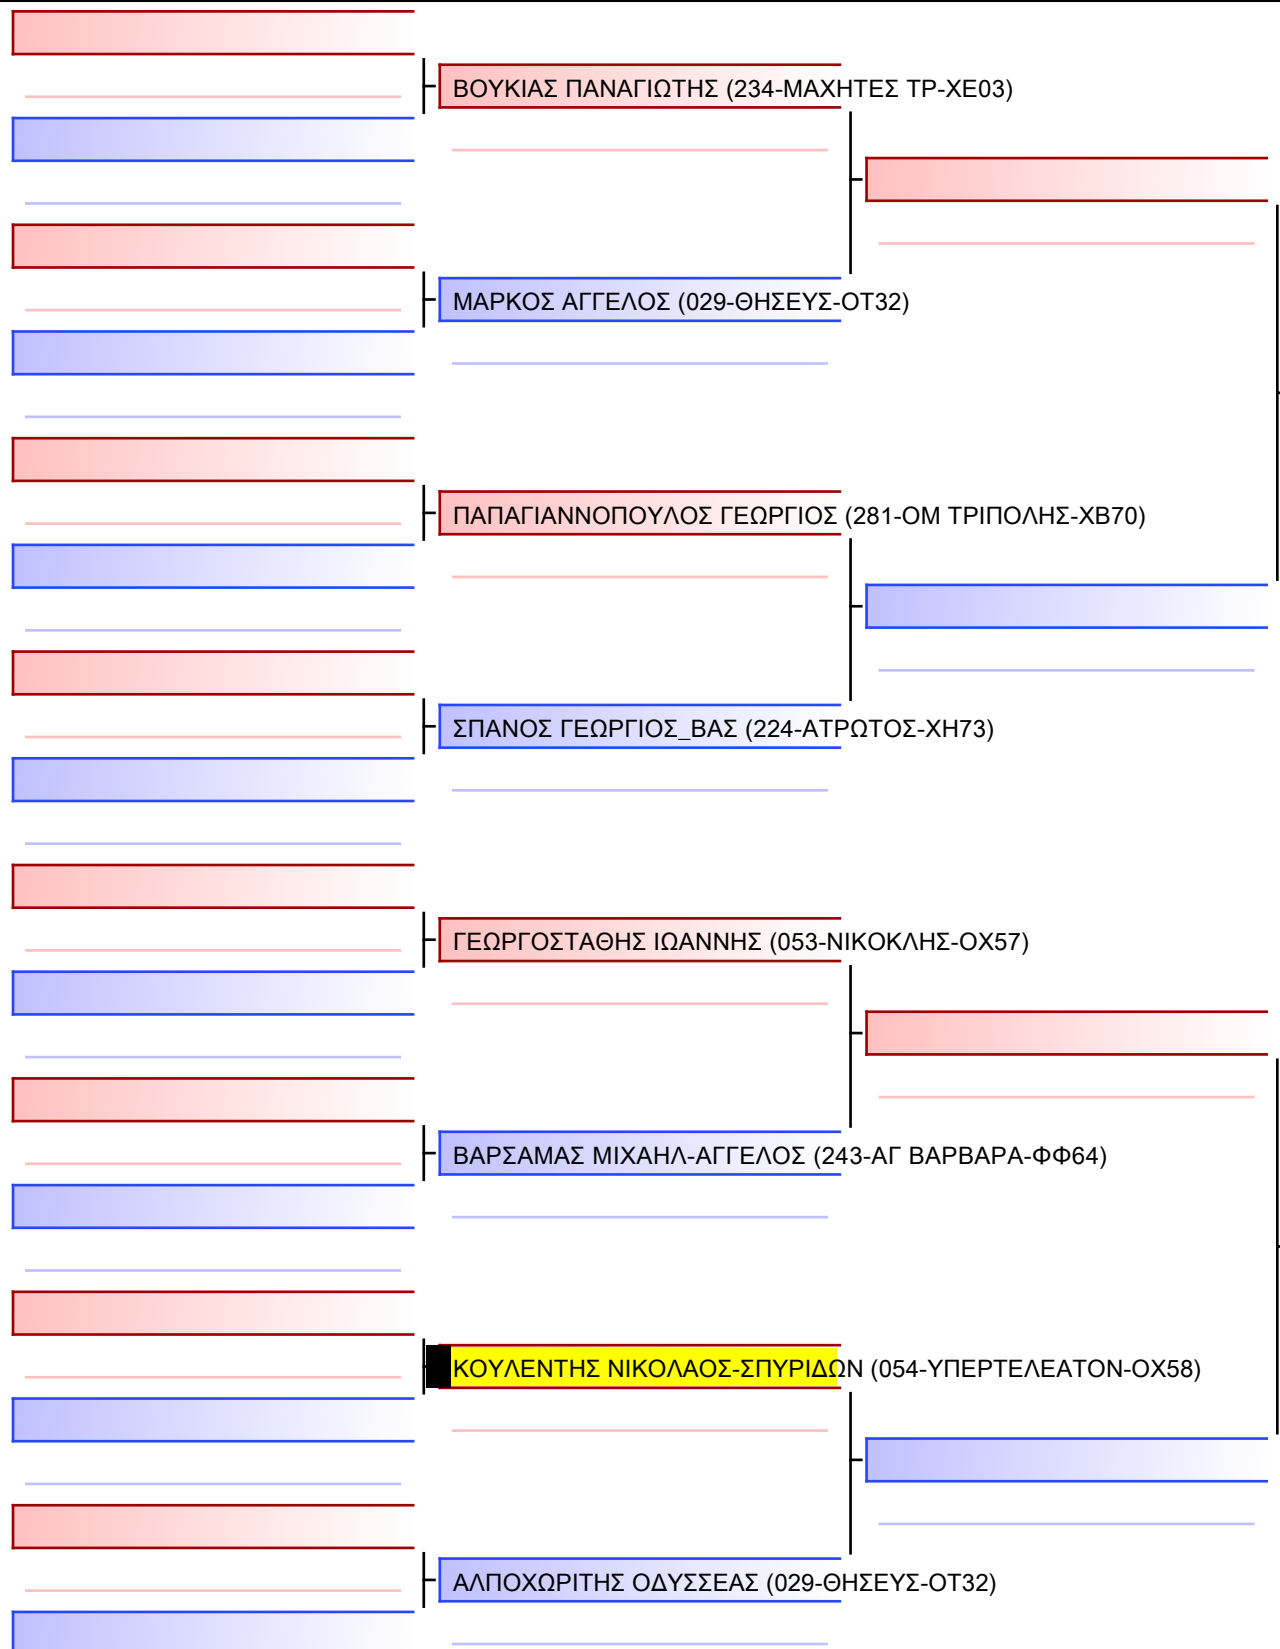 ΒΟΥΚΙΑΣ ΠΑΝΑΓΙΩΤΗΣ (234-ΜΑΧΗΤΕΣ ΤΡ-ΧΕ03)
ΜΑΡΚΟΣ ΑΓΓΕΛΟΣ (029-ΘΗΣΕΥΣ-ΟΤ32)
ΠΑΠΑΓΙΑΝΝΟΠΟΥΛΟΣ ΓΕΩΡΓΙΟΣ (281-ΟΜ ΤΡΙΠΟΛΗΣ-ΧΒ70)
ΣΠΑΝΟΣ ΓΕΩΡΓΙΟΣ_ΒΑΣ (224-ΑΤΡΩΤΟΣ-ΧΗ73)
ΓΕΩΡΓΟΣΤΑΘΗΣ ΙΩΑΝΝΗΣ (053-ΝΙΚΟΚΛΗΣ-ΟΧ57)
ΒΑΡΣΑΜΑΣ ΜΙΧΑΗΛ-ΑΓΓΕΛΟΣ (243-ΑΓ ΒΑΡΒΑΡΑ-ΦΦ64)
ΚΟΥΛΕΝΤΗΣ ΝΙΚΟΛΑΟΣ-ΣΠΥΡΙΔΩΝ (054-ΥΠΕΡΤΕΛΕΑΤΟΝ-ΟΧ58)
ΑΛΠΟΧΩΡΙΤΗΣ ΟΔΥΣΣΕΑΣ (029-ΘΗΣΕΥΣ-ΟΤ32)